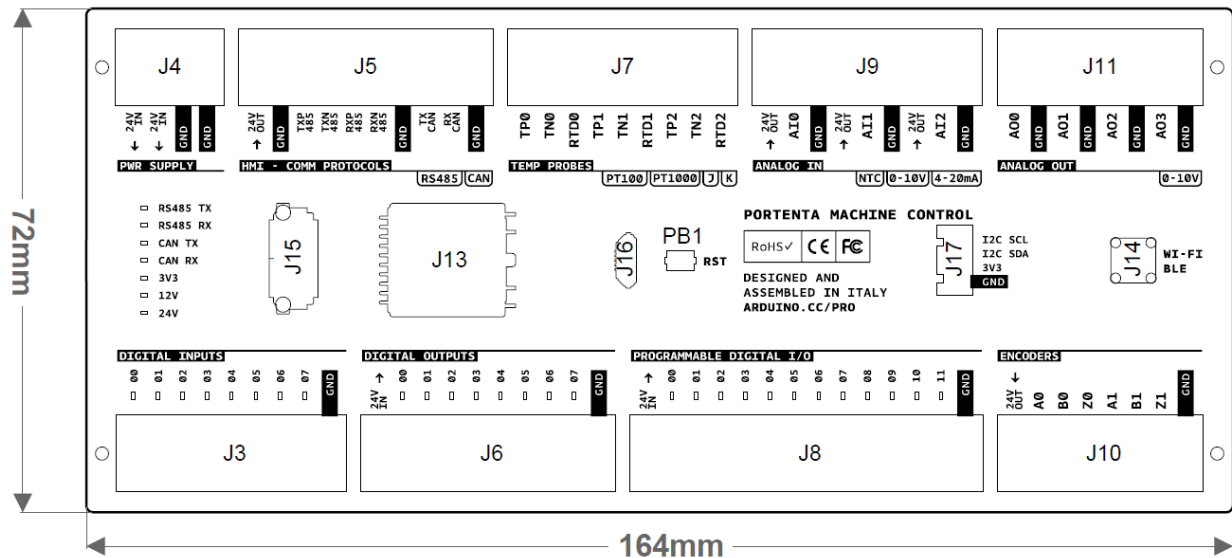 J4
J5
J7
J9
J11
24V IN
24V IN
GND
GND
24V OUT
GND
TXP 485
TXN 485
RXP 485
RXN 485
GND
TX CAN
RX CAN
GND
TP0
TN0
RTD0
TP1
TN1
RTD1
TP2
TN2
RTD2
24V OUT
AI0
GND
24V OUT
AI1
GND
24V OUT
AI2
GND
AO0
GND
AO1
GND
AO2
GND
AO3
GND
PWR SUPPLY
HMI - COMM PROTOCOLS
TEMP PROBES
ANALOG IN
ANALOG OUT
RS485 CAN
PT100 PT1000 J K
NTC 0-10V 4-20mA
0-10V
RS485 TX
RS485 RX
CAN TX
CAN RX
3V3
12V
24V
J15
J13
J16
PB1
RST
PORTENTA MACHINE CONTROL
RoHS✓ CE FC
DESIGNED AND
ASSEMBLED IN ITALY
ARDUINO.CC/PRO
J17
I2C SCL
I2C SDA
3V3
GND
J14
WI-FI
BLE
72mm
DIGITAL INPUTS
DIGITAL OUTPUTS
PROGRAMMABLE DIGITAL I/O
ENCODERS
00 01 02 03 04 05 06 07 GND
24V IN 00 01 02 03 04 05 06 07 GND
24V IN 00 01 02 03 04 05 06 07 08 09 10 11 GND
24V OUT A0 B0 Z0 A1 B1 Z1 GND
J3
J6
J8
J10
164mm